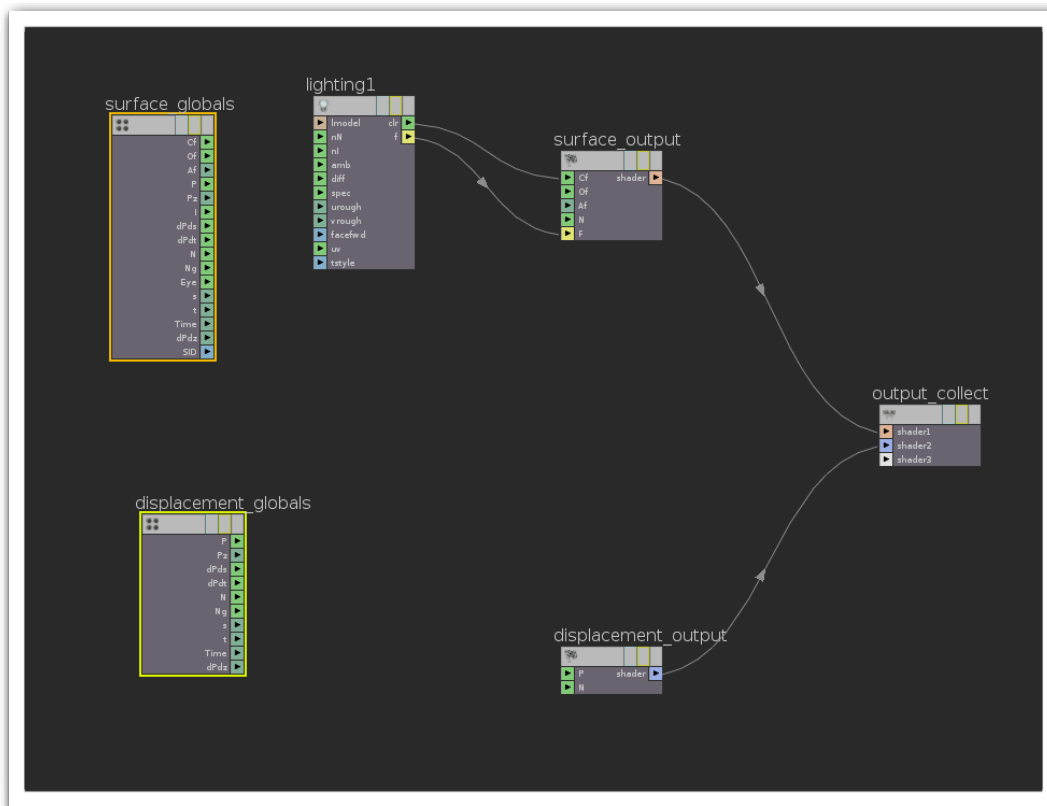 surface_globals
Cf
Of
Af
P
Pz
I
dPds
dPdt
N
Ng
Eye
s
t
Time
dPdz
SID
lighting1
lmodel clr
nN f
nI
amb
diff
spec
urough
vrough
facefwd
uv
tstyle
surface_output
Cf shader
Of
Af
N
F
output_collect
shader1
shader2
shader3
displacement_globals
P
Pz
dPds
dPdt
N
Ng
s
t
Time
dPdz
displacement_output
P shader
N